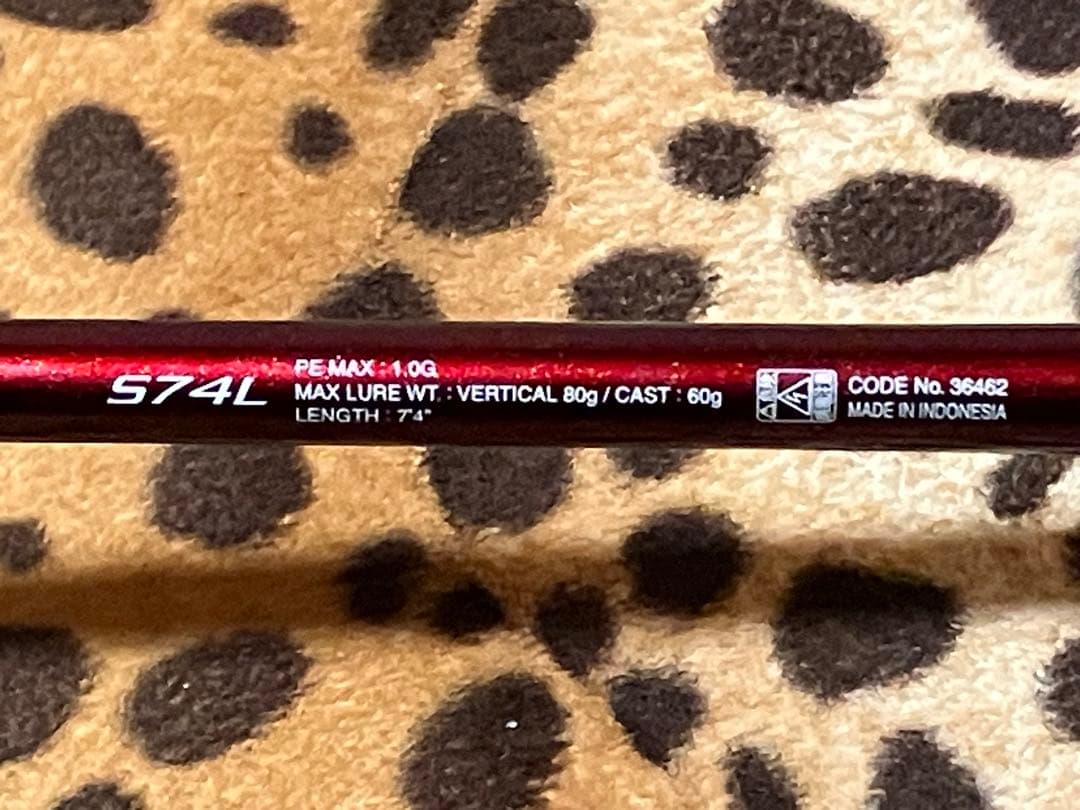 S74L
PE MAX : 1.0G
MAX LURE WT. : VERTICAL 80g / CAST : 60g
LENGTH : 7'4"
CODE No. 36462
MADE IN INDONESIA